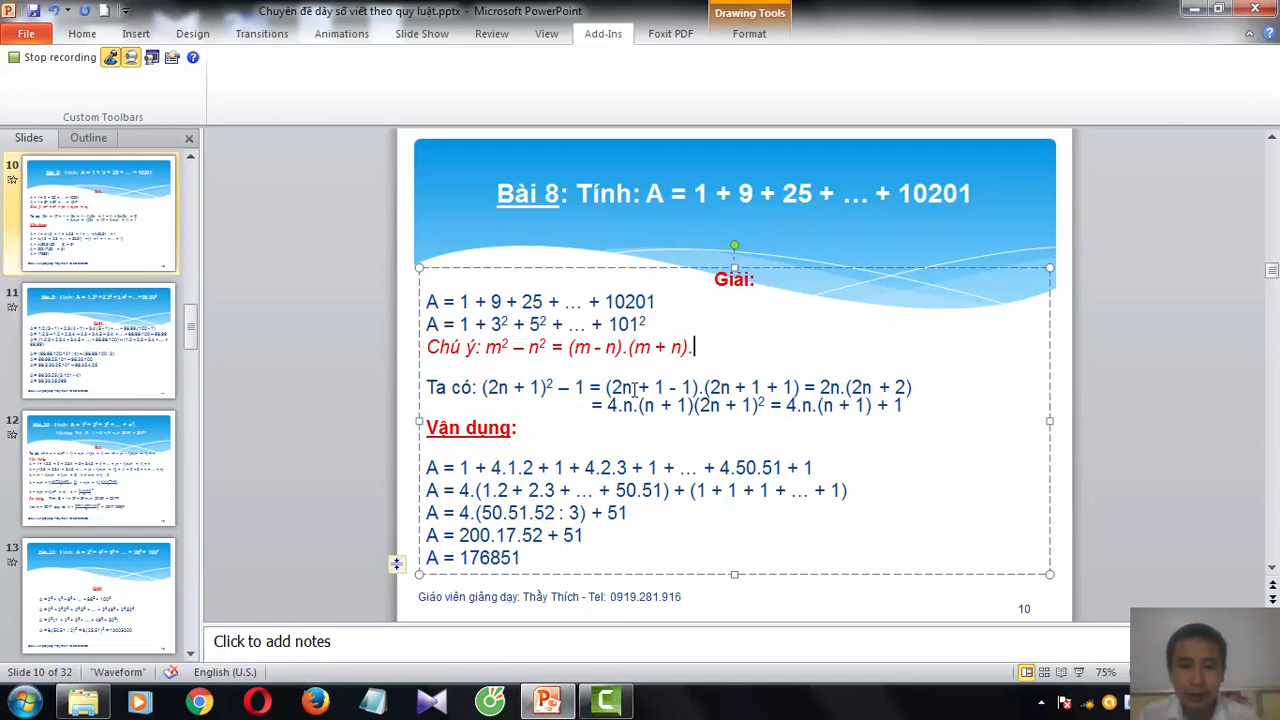 Chuyên đề dãy số viết theo quy luật.pptx - Microsoft PowerPoint
Drawing Tools
File Home Insert Design Transitions Animations Slide Show Review View Add-Ins Foxit PDF Format
Stop recording
Custom Toolbars
Slides Outline
10
11
12
13
Bài 8: Tính: A = 1 + 9 + 25 + … + 10201
Giải:
A = 1 + 9 + 25 + … + 10201
A = 1 + 3² + 5² + … + 101²
Chú ý: m² – n² = (m - n).(m + n).
Ta có: (2n + 1)² – 1 = (2n + 1 - 1).(2n + 1 + 1) = 2n.(2n + 2)
= 4.n.(n + 1)(2n + 1)² = 4.n.(n + 1) + 1
Vận dụng:
A = 1 + 4.1.2 + 1 + 4.2.3 + 1 + … + 4.50.51 + 1
A = 4.(1.2 + 2.3 + … + 50.51) + (1 + 1 + 1 + … + 1)
A = 4.(50.51.52 : 3) + 51
A = 200.17.52 + 51
A = 176851
Giáo viên giảng dạy: Thầy Thích - Tel: 0919.281.916
10
Click to add notes
Slide 10 of 32 "Waveform" English (U.S.) 75%